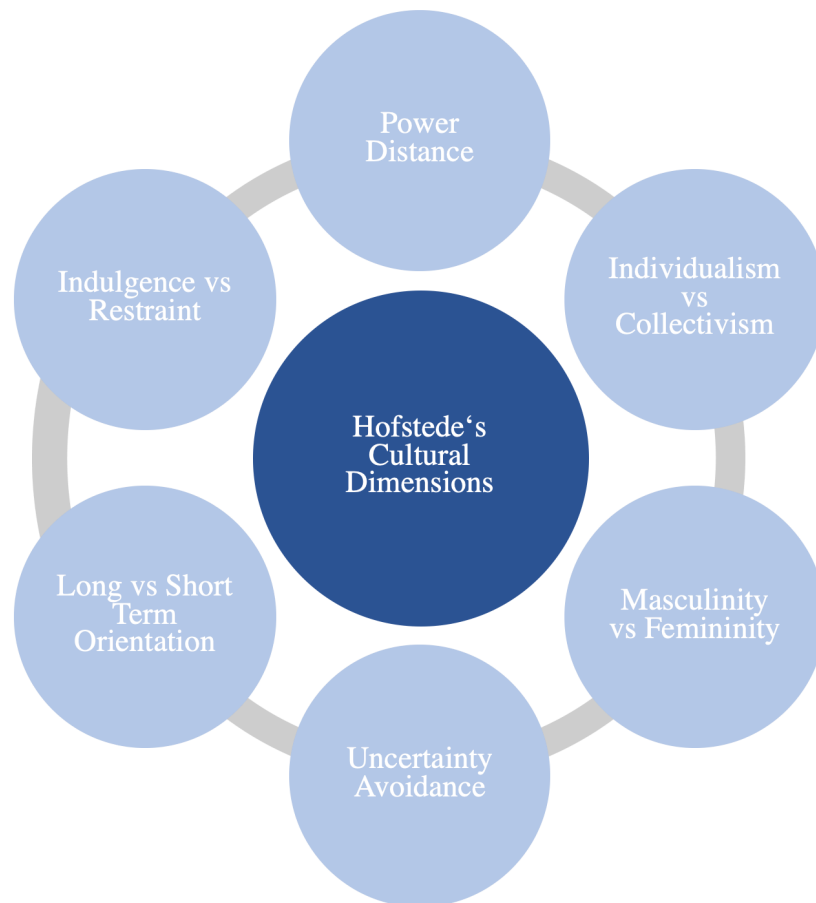 Power
Distance
Individualism
vs
Collectivism
Masculinity
vs Femininity
Uncertainty
Avoidance
Long vs Short
Term
Orientation
Indulgence vs
Restraint
Hofstede‘s
Cultural
Dimensions